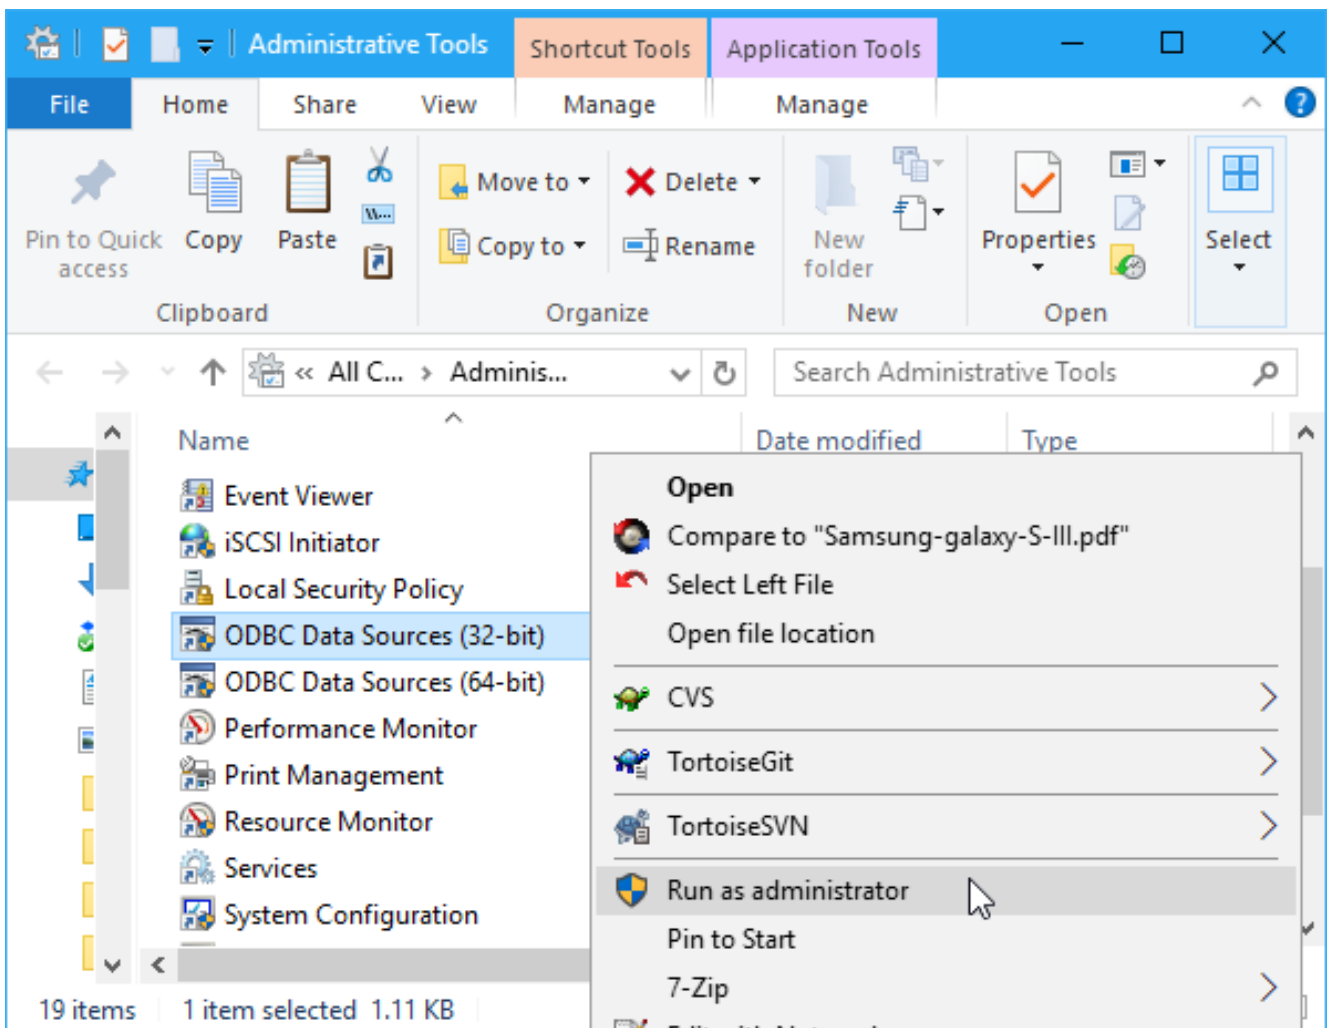 Administrative Tools
Shortcut Tools
Application Tools
File
Home
Share
View
Manage
Manage
Pin to Quick access
Copy
Paste
Move to
Copy to
Delete
Rename
New folder
Properties
Select
Clipboard
Organize
New
Open
« All C... › Adminis...
Search Administrative Tools
Name
Date modified
Type
Event Viewer
iSCSI Initiator
Local Security Policy
ODBC Data Sources (32-bit)
ODBC Data Sources (64-bit)
Performance Monitor
Print Management
Resource Monitor
Services
System Configuration
Open
Compare to "Samsung-galaxy-S-III.pdf"
Select Left File
Open file location
CVS
TortoiseGit
TortoiseSVN
Run as administrator
Pin to Start
7-Zip
19 items
1 item selected 1.11 KB